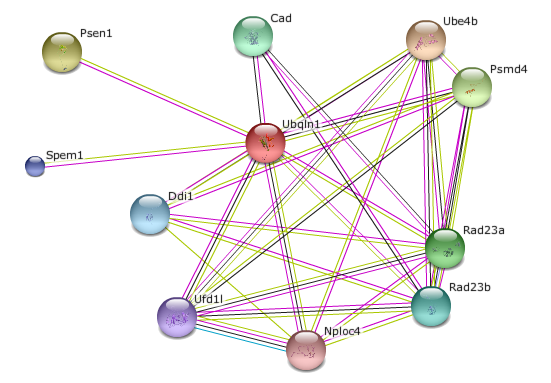 Cad
Ube4b
Psen1
Psmd4
Ubqln1
Spem1
Ddi1
Rad23a
Rad23b
Ufd1l
Nploc4